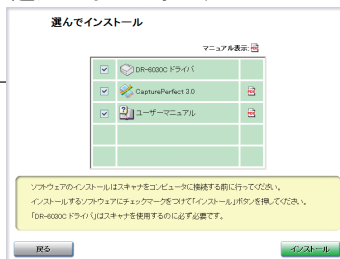 選んでインストール
マニュアル表示:
DR-6030C ドライバ
CapturePerfect 3.0
ユーザーマニュアル
ソフトウェアのインストールはスキャナをコンピュータに接続する前に行ってください。
インストールするソフトウェアにチェックマークをつけて「インストール」ボタンを押してください。
「DR-6030C ドライバ」はスキャナを使用するのに必ず必要です。
戻る
インストール